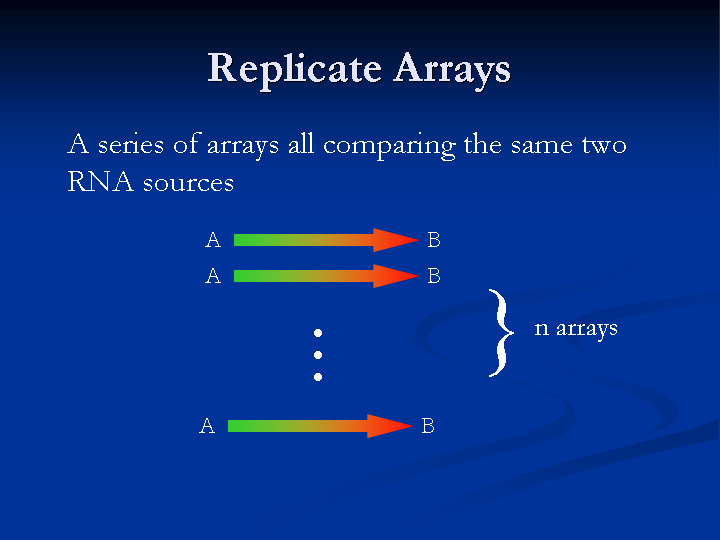 Replicate Arrays
A series of arrays all comparing the same two
RNA sources
A B
A B
} n arrays
A B